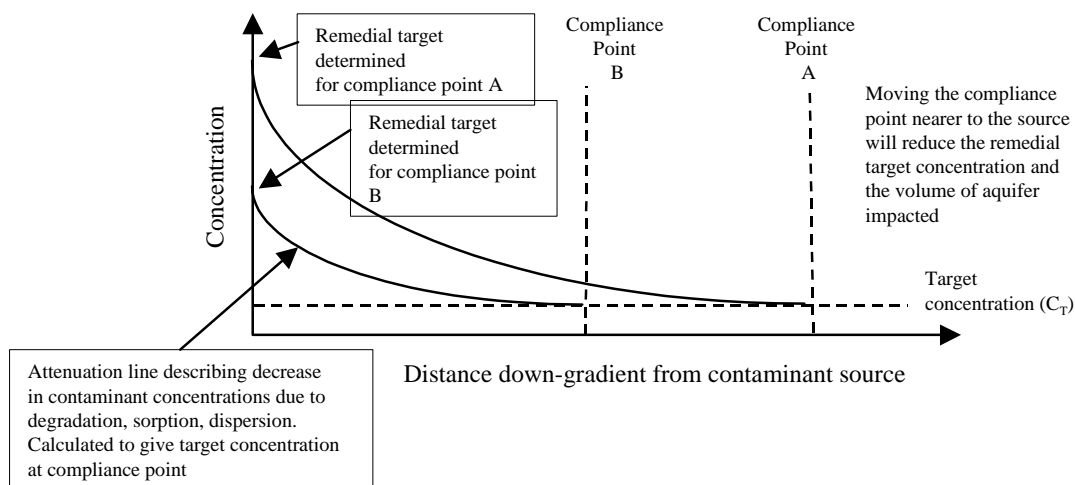 Remedial target
determined
for compliance point A
Remedial target
determined
for compliance point
B
Compliance
Point
B
Compliance
Point
A
Moving the compliance
point nearer to the source
will reduce the remedial
target concentration and
the volume of aquifer
impacted
Concentration
Target
concentration (C_T)
Distance down-gradient from contaminant source
Attenuation line describing decrease
in contaminant concentrations due to
degradation, sorption, dispersion.
Calculated to give target concentration
at compliance point